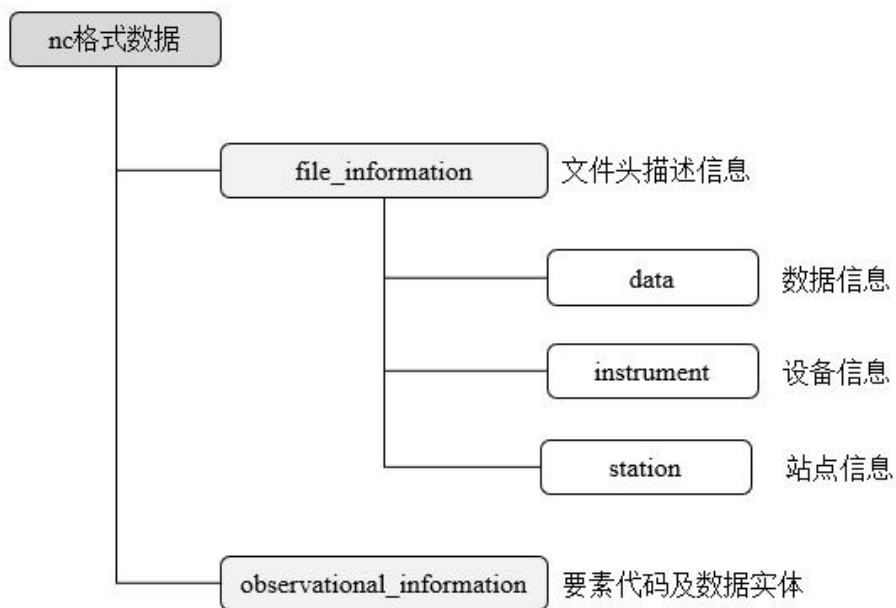 nc格式数据
file_information 文件头描述信息
data 数据信息
instrument 设备信息
station 站点信息
observational_information 要素代码及数据实体